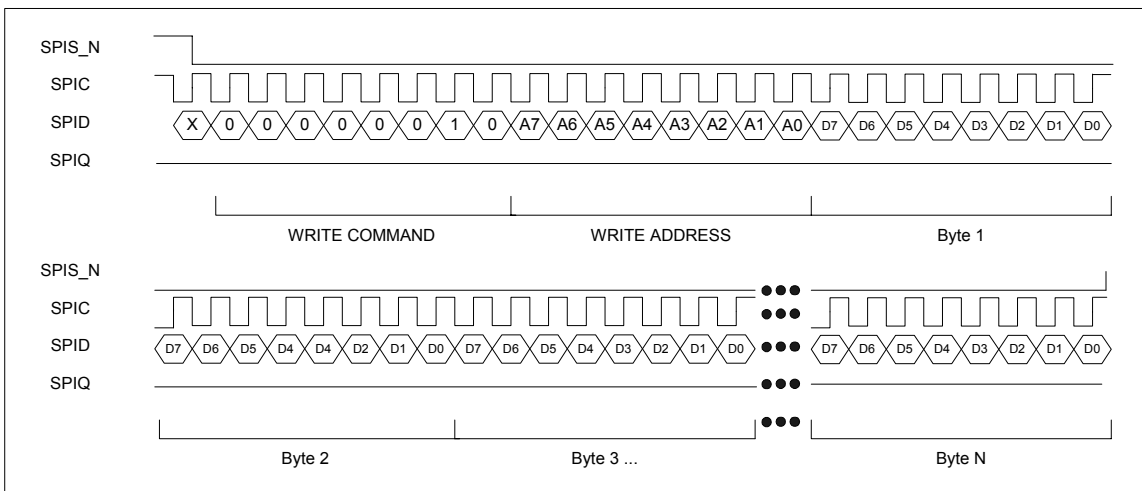 SPIS_N
SPIC
SPID X 0 0 0 0 0 0 1 0 A7 A6 A5 A4 A3 A2 A1 A0 D7 D6 D5 D4 D3 D2 D1 D0
SPIQ
WRITE COMMAND WRITE ADDRESS Byte 1
SPIS_N
SPIC
SPID D7 D6 D5 D4 D4 D2 D1 D0 D7 D6 D5 D4 D3 D2 D1 D0 D7 D6 D5 D4 D3 D2 D1 D0
SPIQ
Byte 2 Byte 3 ... Byte N